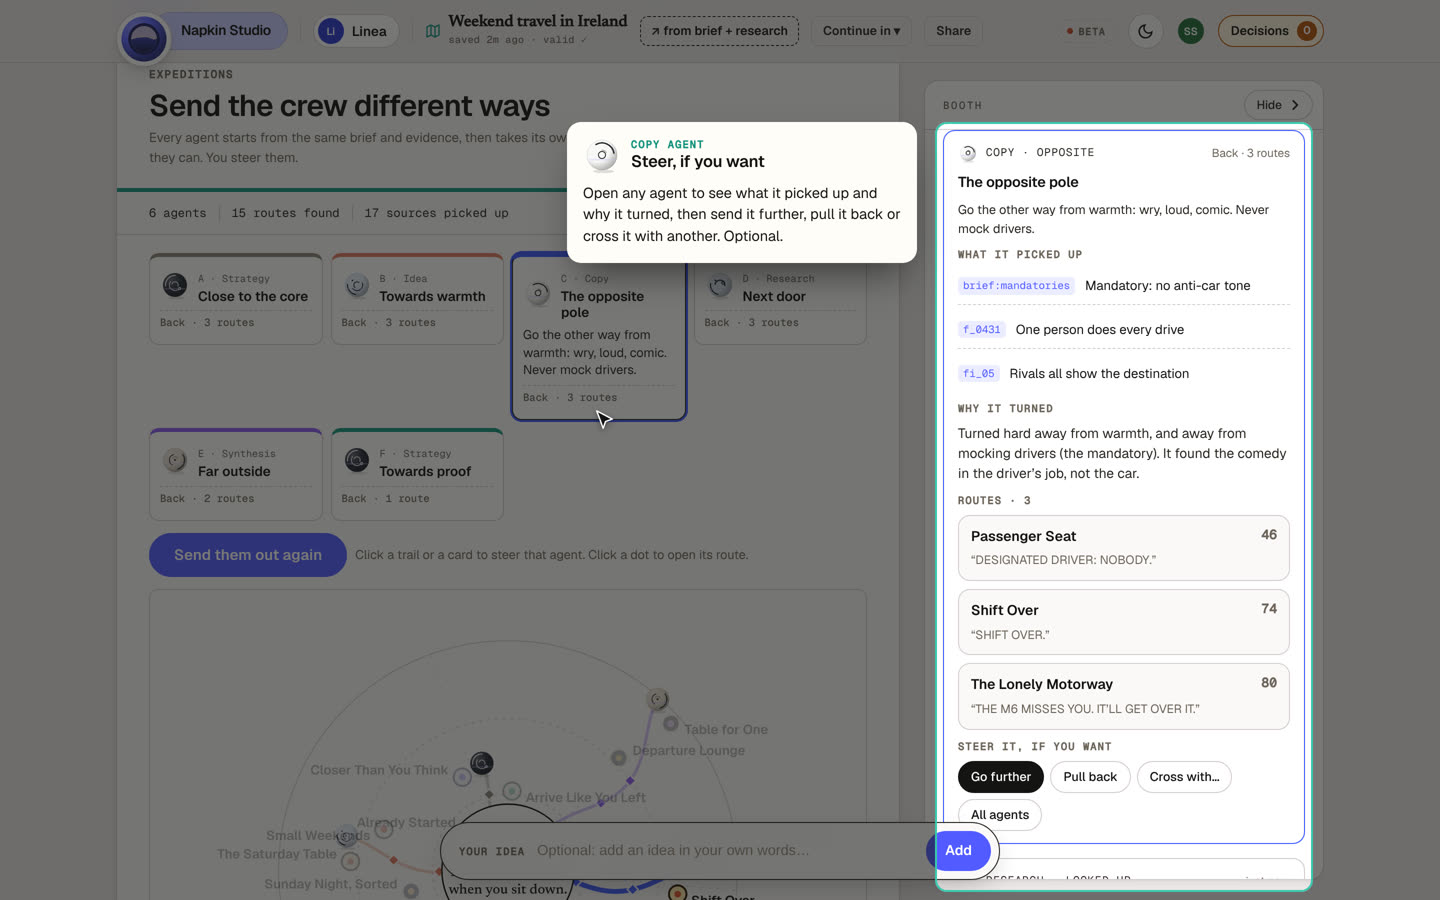 Napkin Studio
Li Linea
Weekend travel in Ireland
saved 2m ago · valid ✓
↗ from brief + research
Continue in ▾
Share
BETA
SS
Decisions 0
EXPEDITIONS
Send the crew different ways
Every agent starts from the same brief and evidence, then takes its ow
they can. You steer them.
6 agents
15 routes found
17 sources picked up
COPY AGENT
Steer, if you want
Open any agent to see what it picked up and
why it turned, then send it further, pull it back or
cross it with another. Optional.
A · Strategy
Close to the core
Back · 3 routes
B · Idea
Towards warmth
Back · 3 routes
C · Copy
The opposite
pole
Go the other way from
warmth: wry, loud, comic.
Never mock drivers.
Back · 3 routes
D · Research
Next door
Back · 3 routes
E · Synthesis
Far outside
Back · 2 routes
F · Strategy
Towards proof
Back · 1 route
Send them out again
Click a trail or a card to steer that agent. Click a dot to open its route.
Table for One
Departure Lounge
Closer Than You Think
Arrive Like You Left
Already Started
Small Weekends
The Saturday Table
Sunday Night, Sorted
when you sit down.
Shift Over
YOUR IDEA
Optional: add an idea in your own words…
Add
BOOTH
Hide
COPY · OPPOSITE
Back · 3 routes
The opposite pole
Go the other way from warmth: wry, loud, comic. Never
mock drivers.
WHAT IT PICKED UP
brief:mandatories Mandatory: no anti-car tone
f_0431 One person does every drive
fi_05 Rivals all show the destination
WHY IT TURNED
Turned hard away from warmth, and away from
mocking drivers (the mandatory). It found the comedy
in the driver’s job, not the car.
ROUTES · 3
Passenger Seat 46
“DESIGNATED DRIVER: NOBODY.”
Shift Over 74
“SHIFT OVER.”
The Lonely Motorway 80
“THE M6 MISSES YOU. IT’LL GET OVER IT.”
STEER IT, IF YOU WANT
Go further
Pull back
Cross with…
All agents